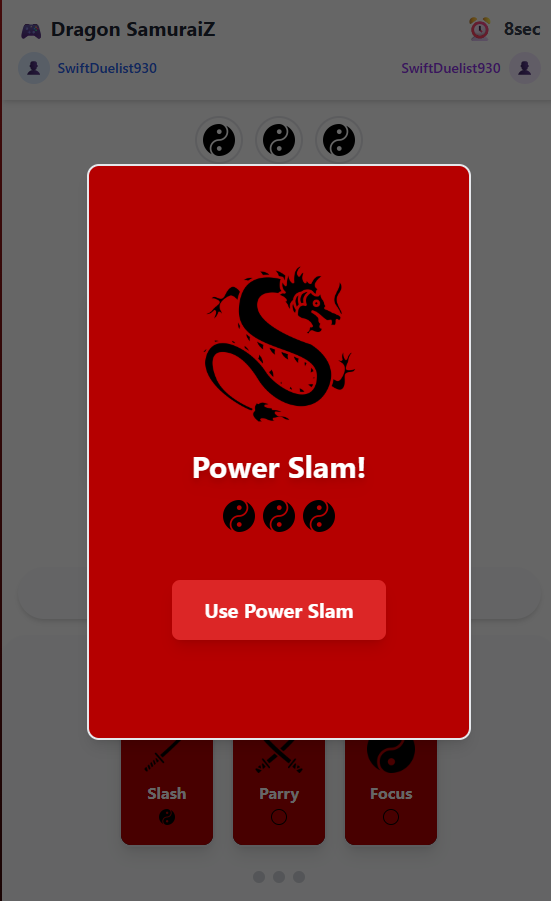 Dragon SamuraiZ
8sec
SwiftDuelist930
SwiftDuelist930
Power Slam!
Use Power Slam
Slash
Parry
Focus